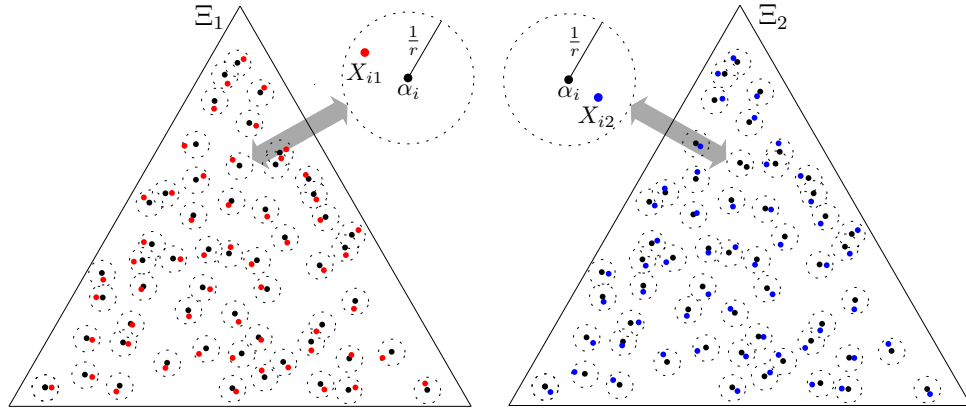 Ξ₁
1/r
X_{i1}
α_i
1/r
α_i
X_{i2}
Ξ₂